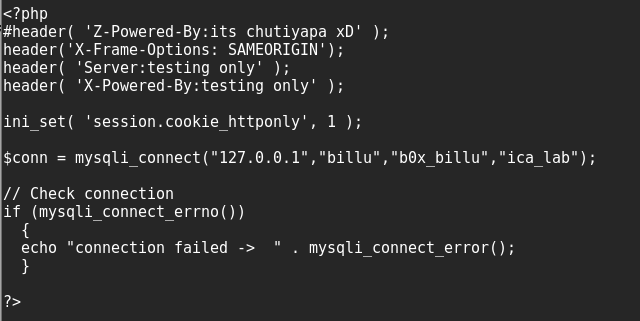 <?php
#header( 'Z-Powered-By:its chutiyapa xD' );
header('X-Frame-Options: SAMEORIGIN');
header( 'Server:testing only' );
header( 'X-Powered-By:testing only' );
ini_set( 'session.cookie_httponly', 1 );
$conn = mysqli_connect("127.0.0.1","billu","b0x_billu","ica_lab");
// Check connection
if (mysqli_connect_errno())
  {
  echo "connection failed ->  " . mysqli_connect_error();
  }
?>